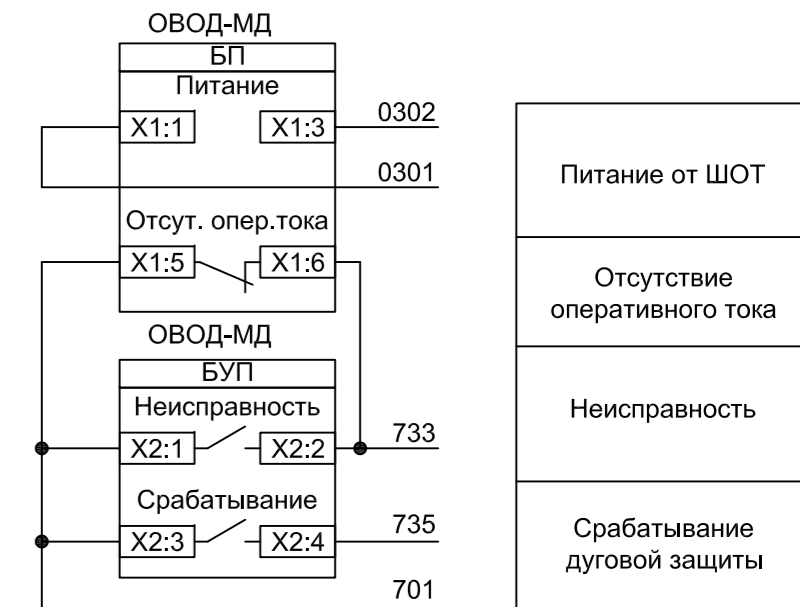 ОВОД-МД
БП
Питание
X1:1
X1:3
0302
0301
Отсут. опер.тока
X1:5
X1:6
ОВОД-МД
БУП
Неисправность
X2:1
X2:2
733
Срабатывание
X2:3
X2:4
735
701
Питание от ШОТ
Отсутствие
оперативного тока
Неисправность
Срабатывание
дуговой защиты